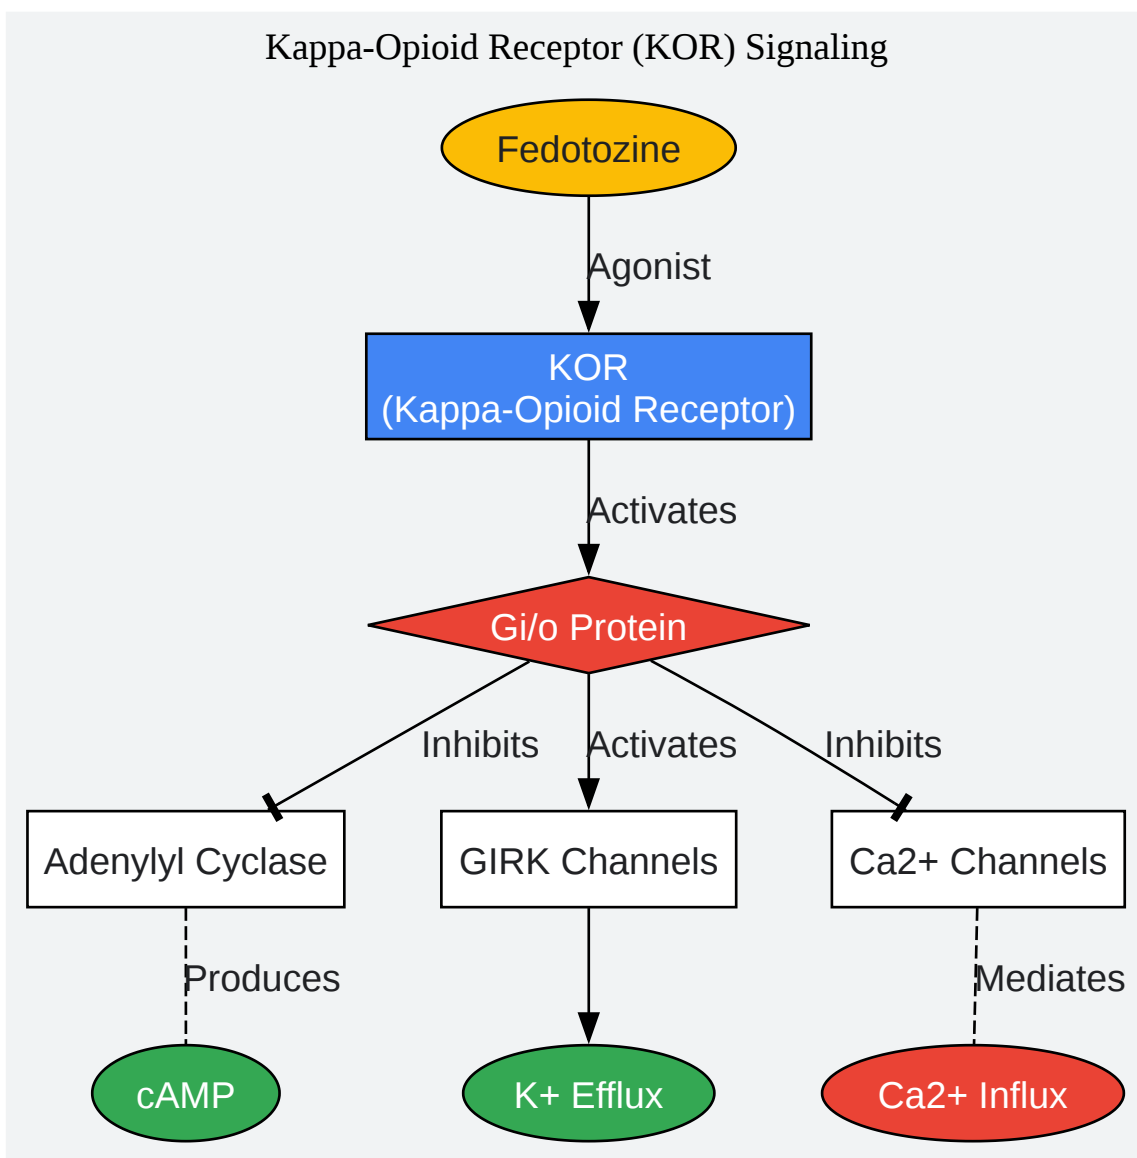 Kappa-Opioid Receptor (KOR) Signaling
Fedotozine
Agonist
KOR
(Kappa-Opioid Receptor)
Activates
Gi/o Protein
Inhibits
Activates
Inhibits
Adenylyl Cyclase
GIRK Channels
Ca2+ Channels
Produces
Mediates
cAMP
K+ Efflux
Ca2+ Influx